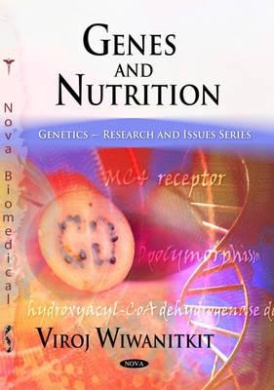 GENES
AND
NUTRITION
GENETICS – RESEARCH AND ISSUES SERIES
Nova Biomedical
MC4 receptor
polymorphism
hydroxyacyl-CoA dehydrogenase de
VIROJ WIWANITKIT
NOVA